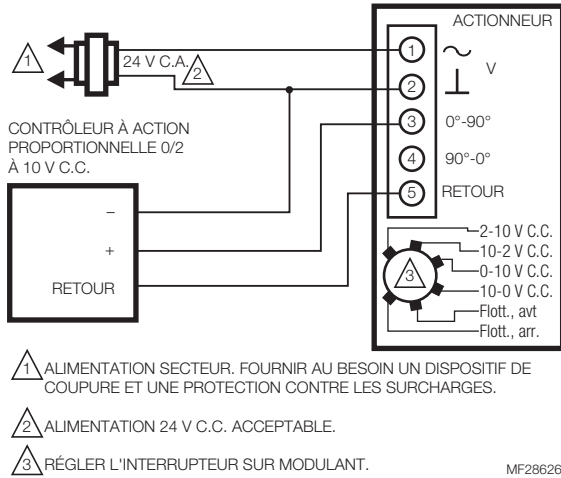 ACTIONNEUR
1
24 V C.A.
2
1
V
2
3
0°-90°
4
90°-0°
5
RETOUR
CONTRÔLEUR À ACTION
PROPORTIONNELLE 0/2
À 10 V C.C.
–
+
RETOUR
3
2-10 V C.C.
10-2 V C.C.
0-10 V C.C.
10-0 V C.C.
Flott., avt
Flott., arr.
1 ALIMENTATION SECTEUR. FOURNIR AU BESOIN UN DISPOSITIF DE
COUPURE ET UNE PROTECTION CONTRE LES SURCHARGES.
2 ALIMENTATION 24 V C.C. ACCEPTABLE.
3 RÉGLER L'INTERRUPTEUR SUR MODULANT.
MF28626